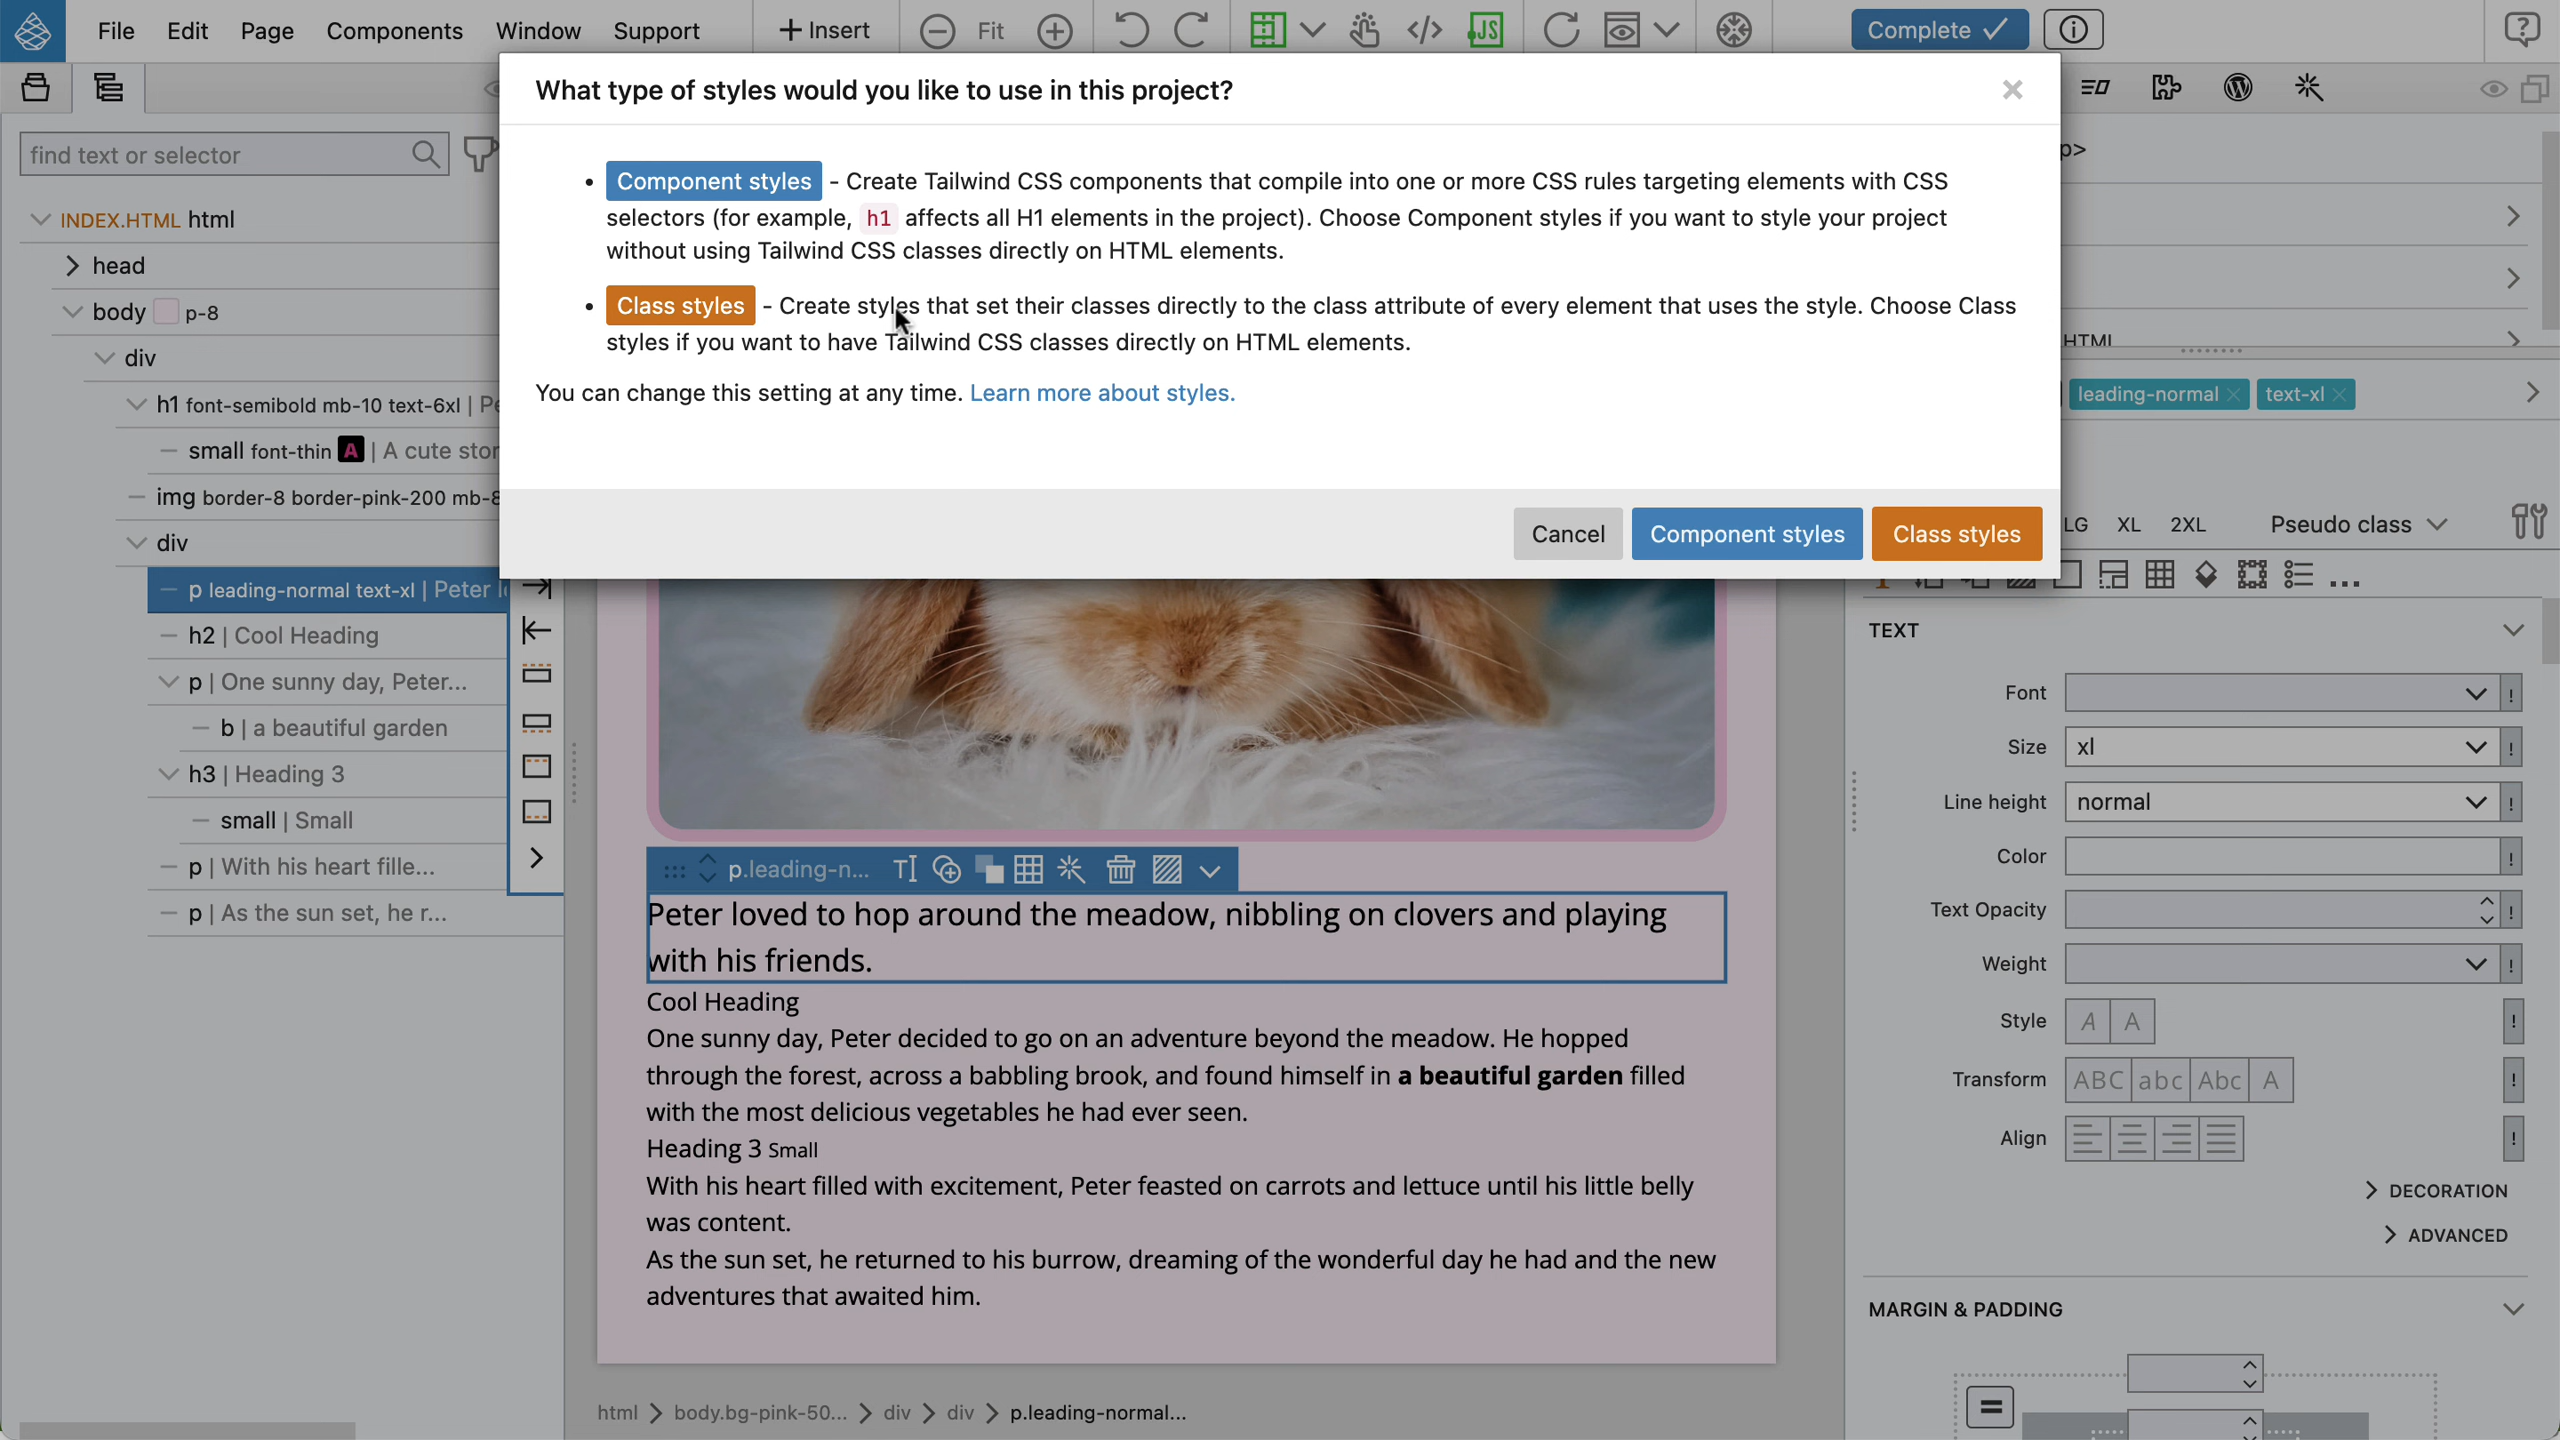 File Edit Page Components Window Support + Insert Fit JS Complete
What type of styles would you like to use in this project?
find text or selector
Component styles - Create Tailwind CSS components that compile into one or more CSS rules targeting elements with CSS
selectors (for example, h1 affects all H1 elements in the project). Choose Component styles if you want to style your project
without using Tailwind CSS classes directly on HTML elements.
Class styles - Create styles that set their classes directly to the class attribute of every element that uses the style. Choose Class
styles if you want to have Tailwind CSS classes directly on HTML elements.
You can change this setting at any time. Learn more about styles.
Cancel Component styles Class styles
INDEX.HTML html
head
body p-8
div
h1 font-semibold mb-10 text-6xl | Pe
small font-thin A | A cute stor
img border-8 border-pink-200 mb-8
div
p leading-normal text-xl | Peter l
h2 | Cool Heading
p | One sunny day, Peter...
b | a beautiful garden
h3 | Heading 3
small | Small
p | With his heart fille...
p | As the sun set, he r...
p.leading-n...
Peter loved to hop around the meadow, nibbling on clovers and playing
with his friends.
Cool Heading
One sunny day, Peter decided to go on an adventure beyond the meadow. He hopped
through the forest, across a babbling brook, and found himself in a beautiful garden filled
with the most delicious vegetables he had ever seen.
Heading 3 Small
With his heart filled with excitement, Peter feasted on carrots and lettuce until his little belly
was content.
As the sun set, he returned to his burrow, dreaming of the wonderful day he had and the new
adventures that awaited him.
html body.bg-pink-50... div div p.leading-normal...
p>
HTML
leading-normal text-xl
LG XL 2XL Pseudo class
TEXT
Font
Size xl
Line height normal
Color
Text Opacity
Weight
Style A A
Transform ABC abc Abc A
Align
DECORATION
ADVANCED
MARGIN & PADDING